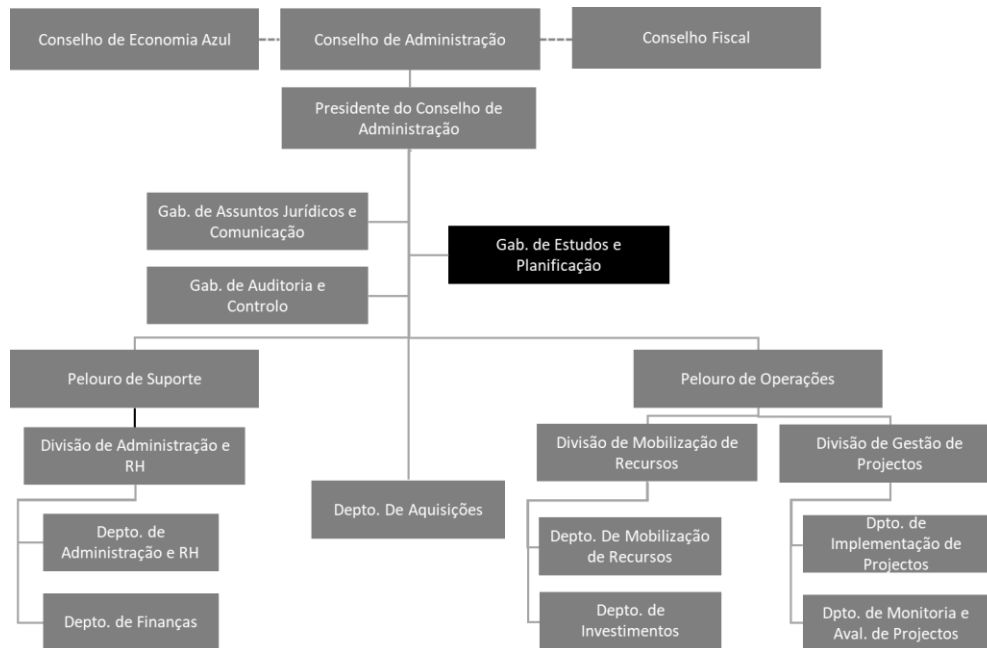 Conselho de Economia Azul
Conselho de Administração
Conselho Fiscal
Presidente do Conselho de
Administração
Gab. de Assuntos Jurídicos e
Comunicação
Gab. de Estudos e
Planificação
Gab. de Auditoria e
Controlo
Pelouro de Suporte
Pelouro de Operações
Divisão de Administração e
RH
Divisão de Mobilização de
Recursos
Divisão de Gestão de
Projectos
Depto. De Aquisições
Depto. de
Administração e RH
Depto. De Mobilização
de Recursos
Dpto. de
Implementação de
Projectos
Depto. de Finanças
Depto. de
Investimentos
Dpto. de Monitoria e
Aval. de Projectos